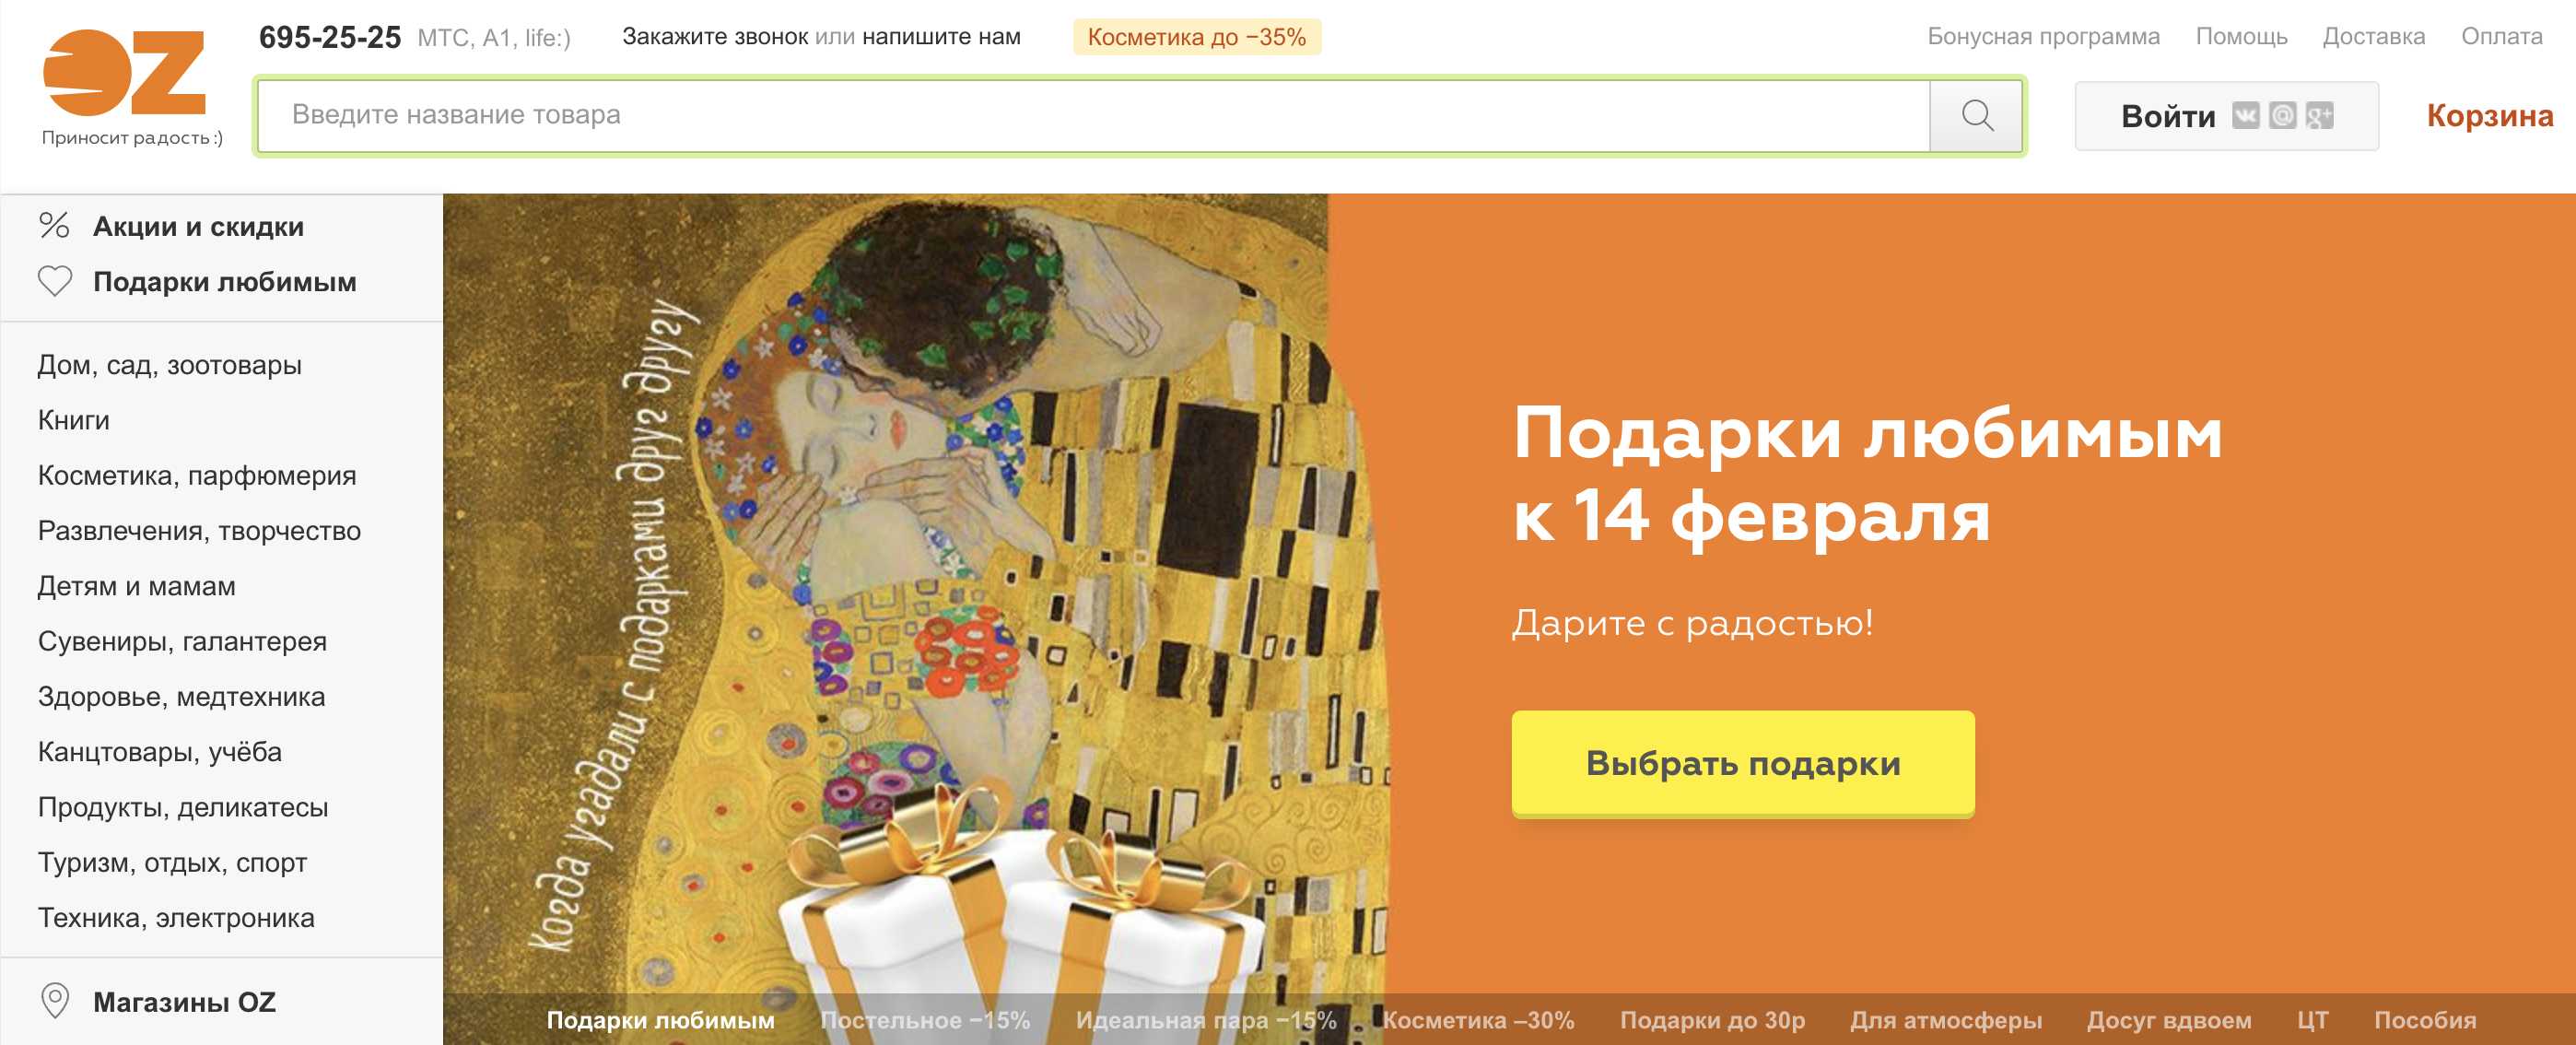 OZ
Приносит радость :)
695-25-25 МТС, A1, life:) Закажите звонок или напишите нам Косметика до −35%
Бонусная программа Помощь Доставка Оплата
Введите название товара
Войти
Корзина
Акции и скидки
Подарки любимым
Дом, сад, зоотовары
Книги
Косметика, парфюмерия
Развлечения, творчество
Детям и мамам
Сувениры, галантерея
Здоровье, медтехника
Канцтовары, учёба
Продукты, деликатесы
Туризм, отдых, спорт
Техника, электроника
Магазины OZ
Когда угадали с подарками друг другу
Подарки любимым
к 14 февраля
Дарите с радостью!
Выбрать подарки
Подарки любимым Постельное −15% Идеальная пара −15% Косметика –30% Подарки до 30р Для атмосферы Досуг вдвоем ЦТ Пособия